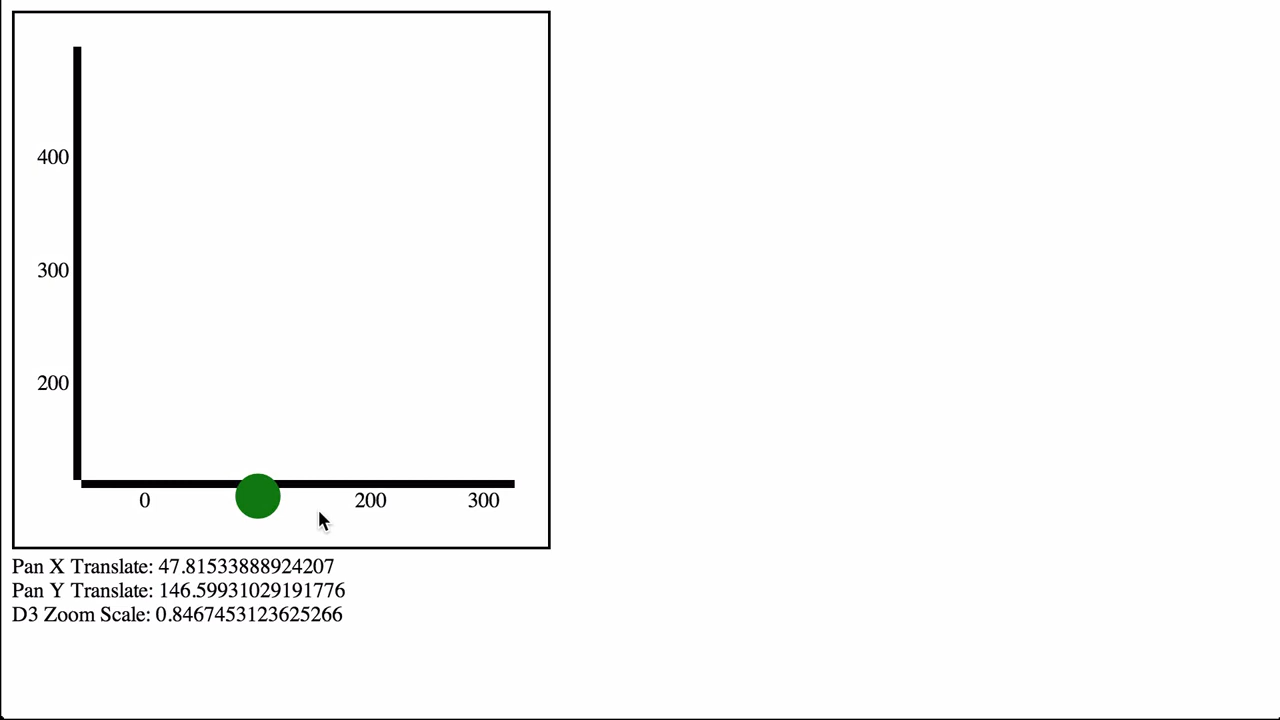 400
300
200
0 200 300
Pan X Translate: 47.81533888924207
Pan Y Translate: 146.59931029191776
D3 Zoom Scale: 0.8467453123625266